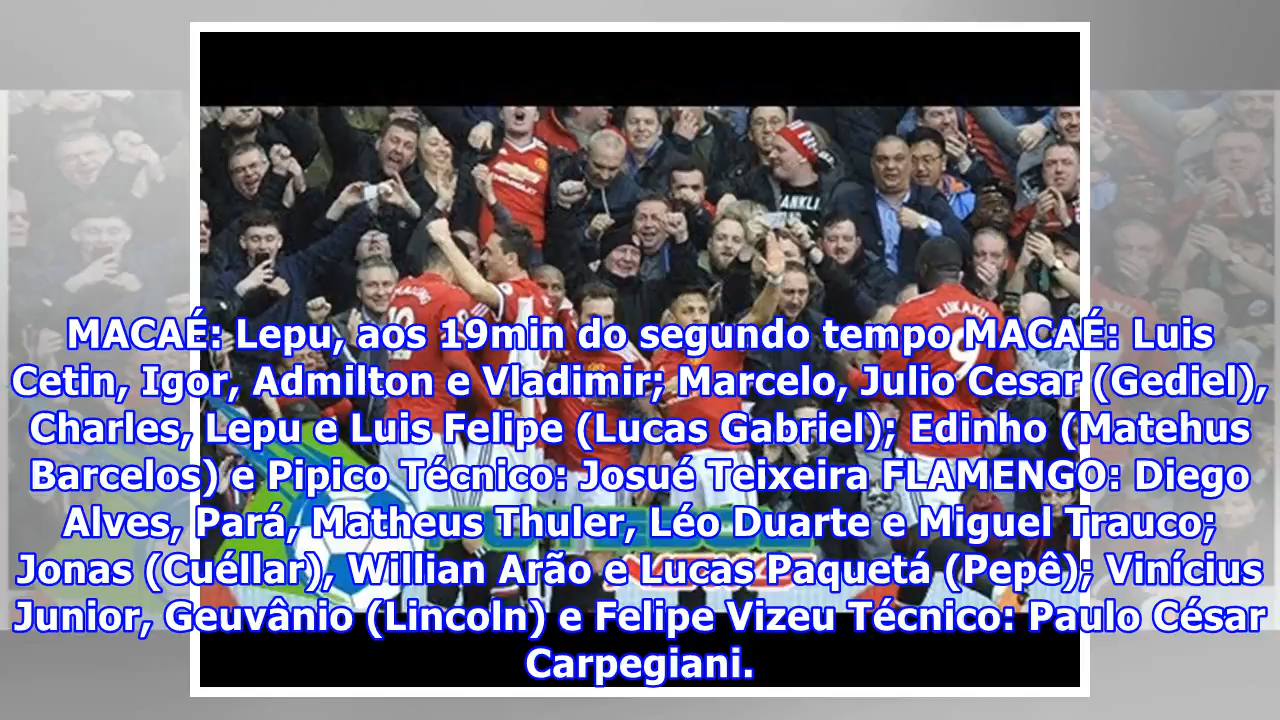 CHEVROLET
LUKAKU
9
MACAÉ: Lepu, aos 19min do segundo tempo MACAÉ: Luis
Cetin, Igor, Admilton e Vladimir; Marcelo, Julio Cesar (Gediel),
Charles, Lepu e Luis Felipe (Lucas Gabriel); Edinho (Matehus
Barcelos) e Pipico Técnico: Josué Teixeira FLAMENGO: Diego
Alves, Pará, Matheus Thuler, Léo Duarte e Miguel Trauco;
Jonas (Cuéllar), Willian Arão e Lucas Paquetá (Pepê); Vinícius
Junior, Geuvânio (Lincoln) e Felipe Vizeu Técnico: Paulo César
Carpegiani.